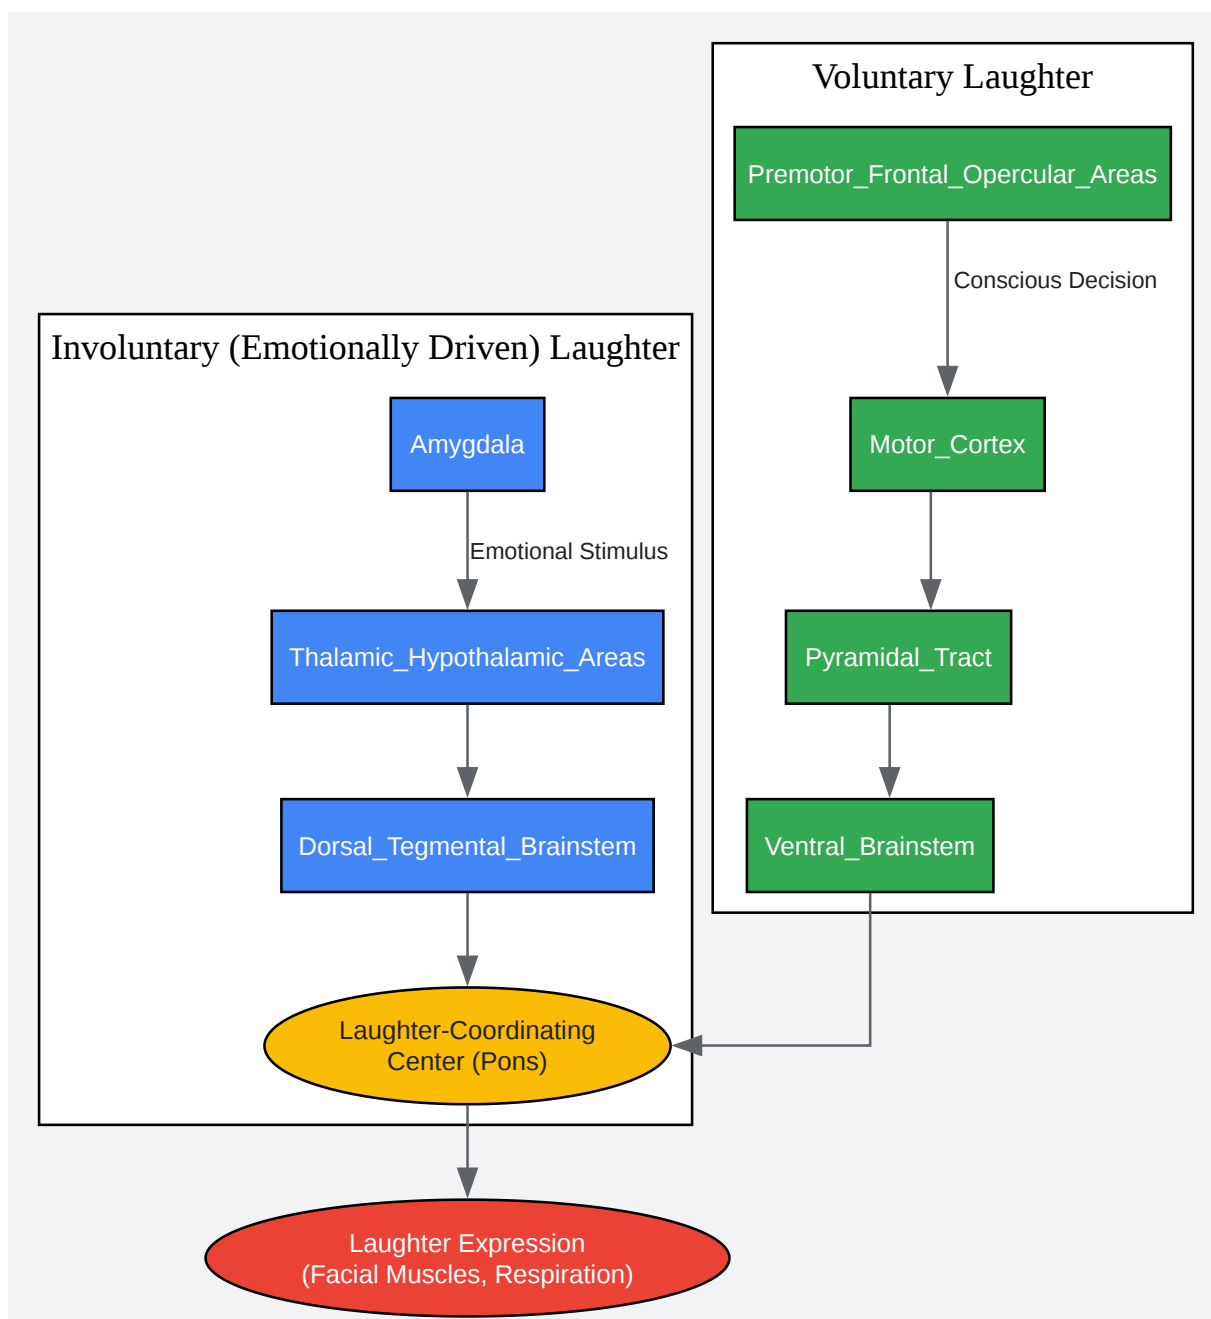 Voluntary Laughter
Premotor_Frontal_Opercular_Areas
Conscious Decision
Involuntary (Emotionally Driven) Laughter
Amygdala
Motor_Cortex
Emotional Stimulus
Thalamic_Hypothalamic_Areas
Pyramidal_Tract
Dorsal_Tegmental_Brainstem
Ventral_Brainstem
Laughter-Coordinating
Center (Pons)
Laughter Expression
(Facial Muscles, Respiration)